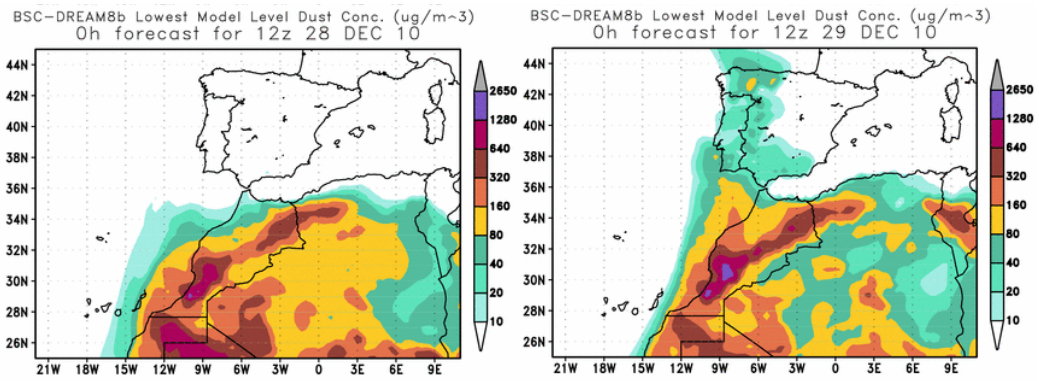 BSC-DREAM8b Lowest Model Level Dust Conc. (ug/m^3)
0h forecast for 12z 28 DEC 10
44N
42N
40N
38N
36N
34N
32N
30N
28N
26N
21W 18W 15W 12W 9W 6W 3W 0 3E 6E 9E
2650
1280
640
320
160
80
40
20
10
BSC-DREAM8b Lowest Model Level Dust Conc. (ug/m^3)
0h forecast for 12z 29 DEC 10
44N
42N
40N
38N
36N
34N
32N
30N
28N
26N
21W 18W 15W 12W 9W 6W 3W 0 3E 6E 9E
2650
1280
640
320
160
80
40
20
10